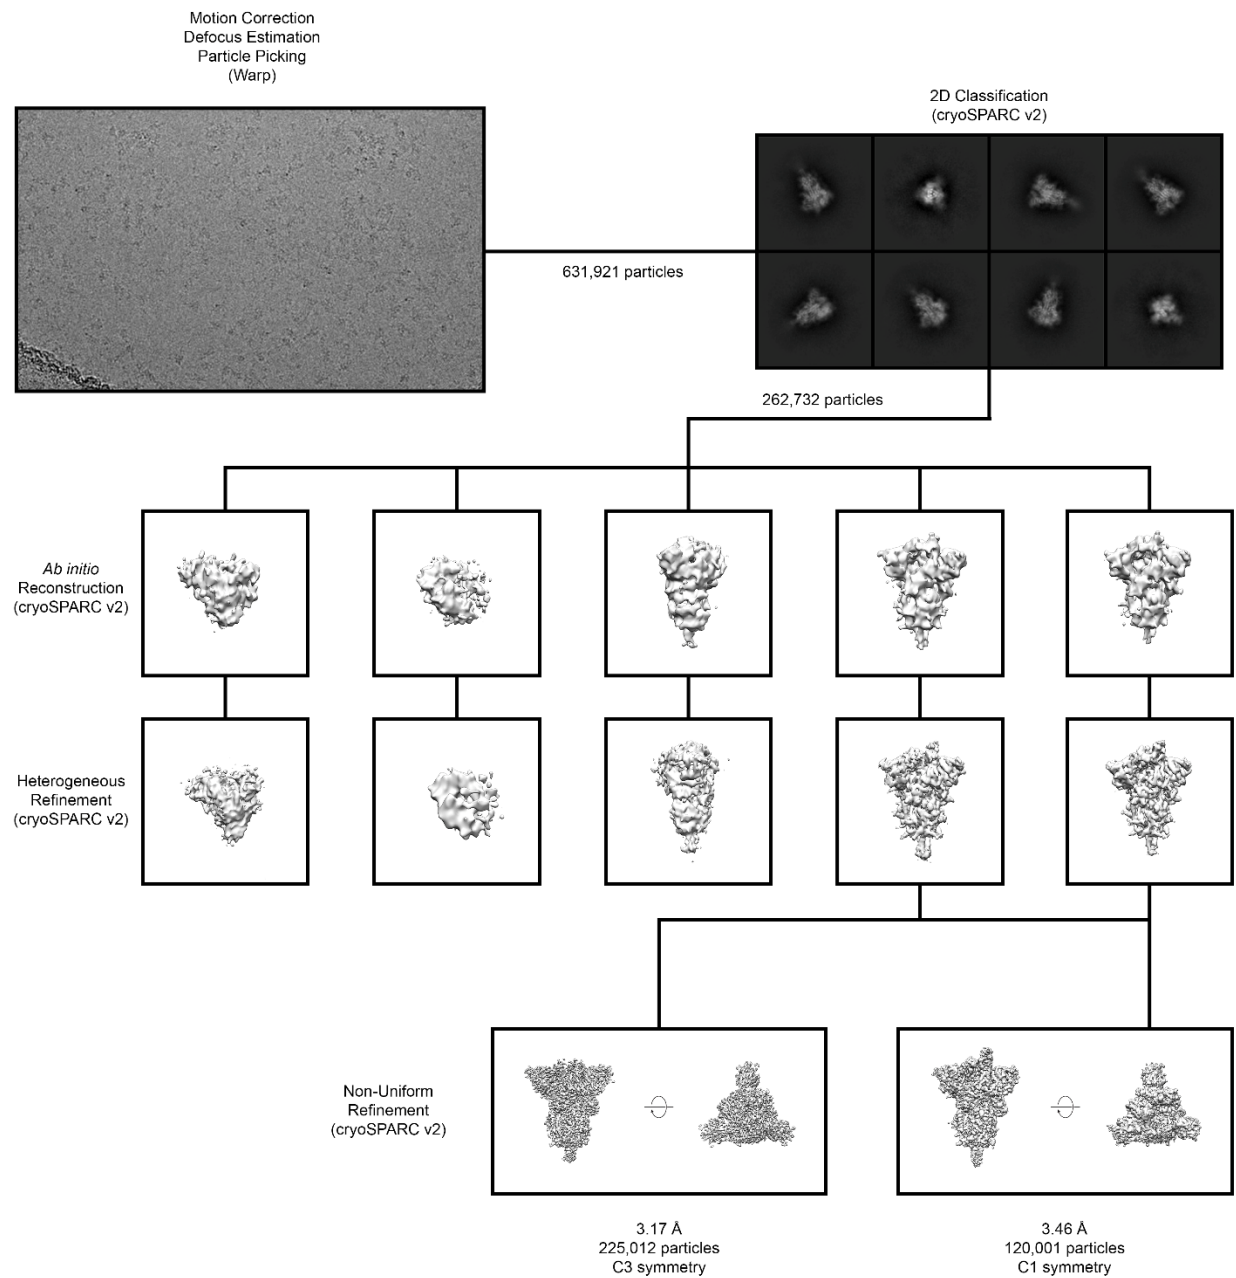 Motion Correction
Defocus Estimation
Particle Picking
(Warp)
2D Classification
(cryoSPARC v2)
631,921 particles
262,732 particles
Ab initio
Reconstruction
(cryoSPARC v2)
Heterogeneous
Refinement
(cryoSPARC v2)
Non-Uniform
Refinement
(cryoSPARC v2)
3.17 Å
225,012 particles
C3 symmetry
3.46 Å
120,001 particles
C1 symmetry